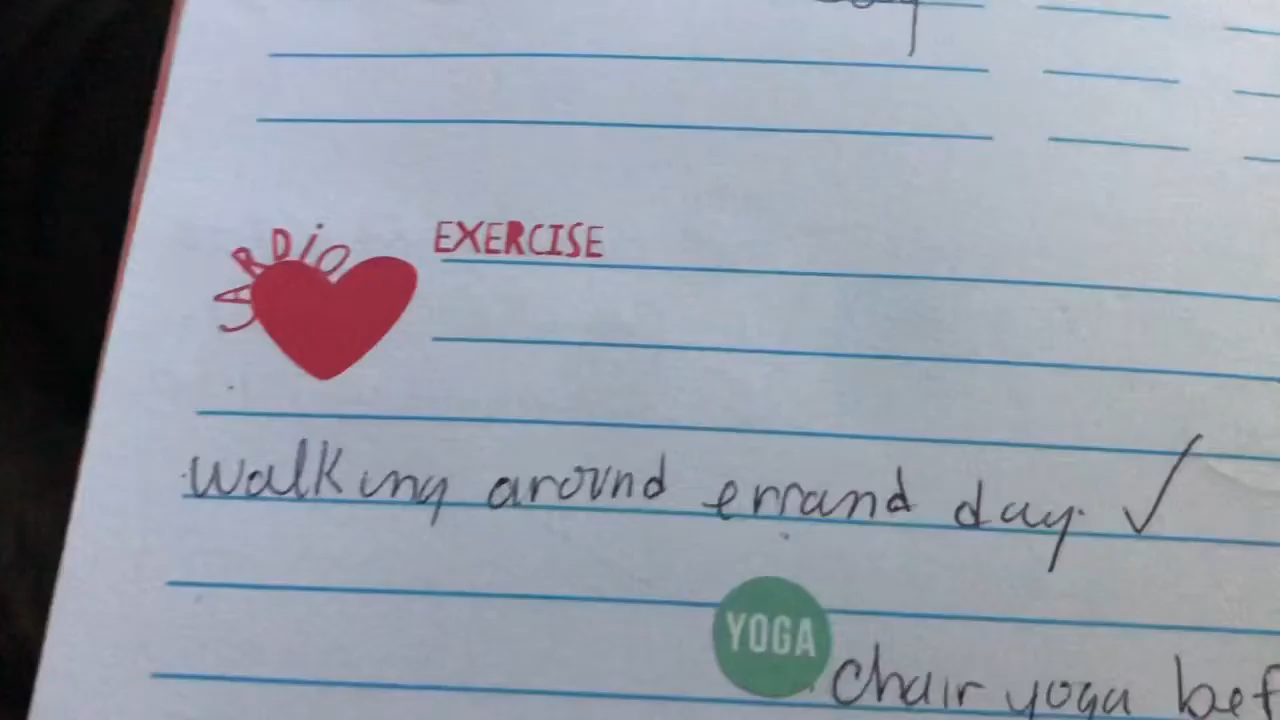 CARDiO
EXERCISE
walking around errand day. ✓
YOGA
chair yoga bef